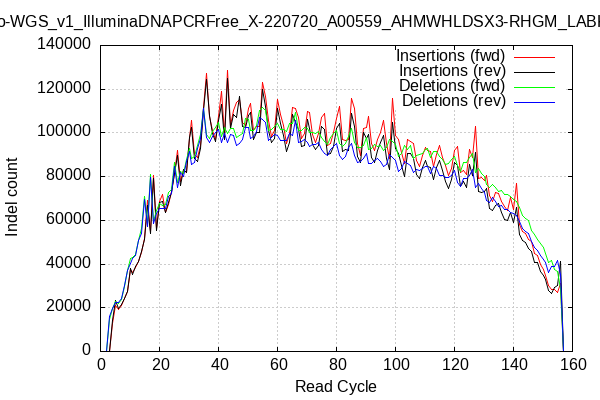 o-WGS_v1_IlluminaDNAPCRFree_X-220720_A00559_AHMWHLDSX3-RHGM_LAB
Insertions (fwd)
Insertions (rev)
Deletions (fwd)
Deletions (rev)
140000
120000
100000
80000
60000
40000
20000
0
Indel count
0 20 40 60 80 100 120 140 160
Read Cycle